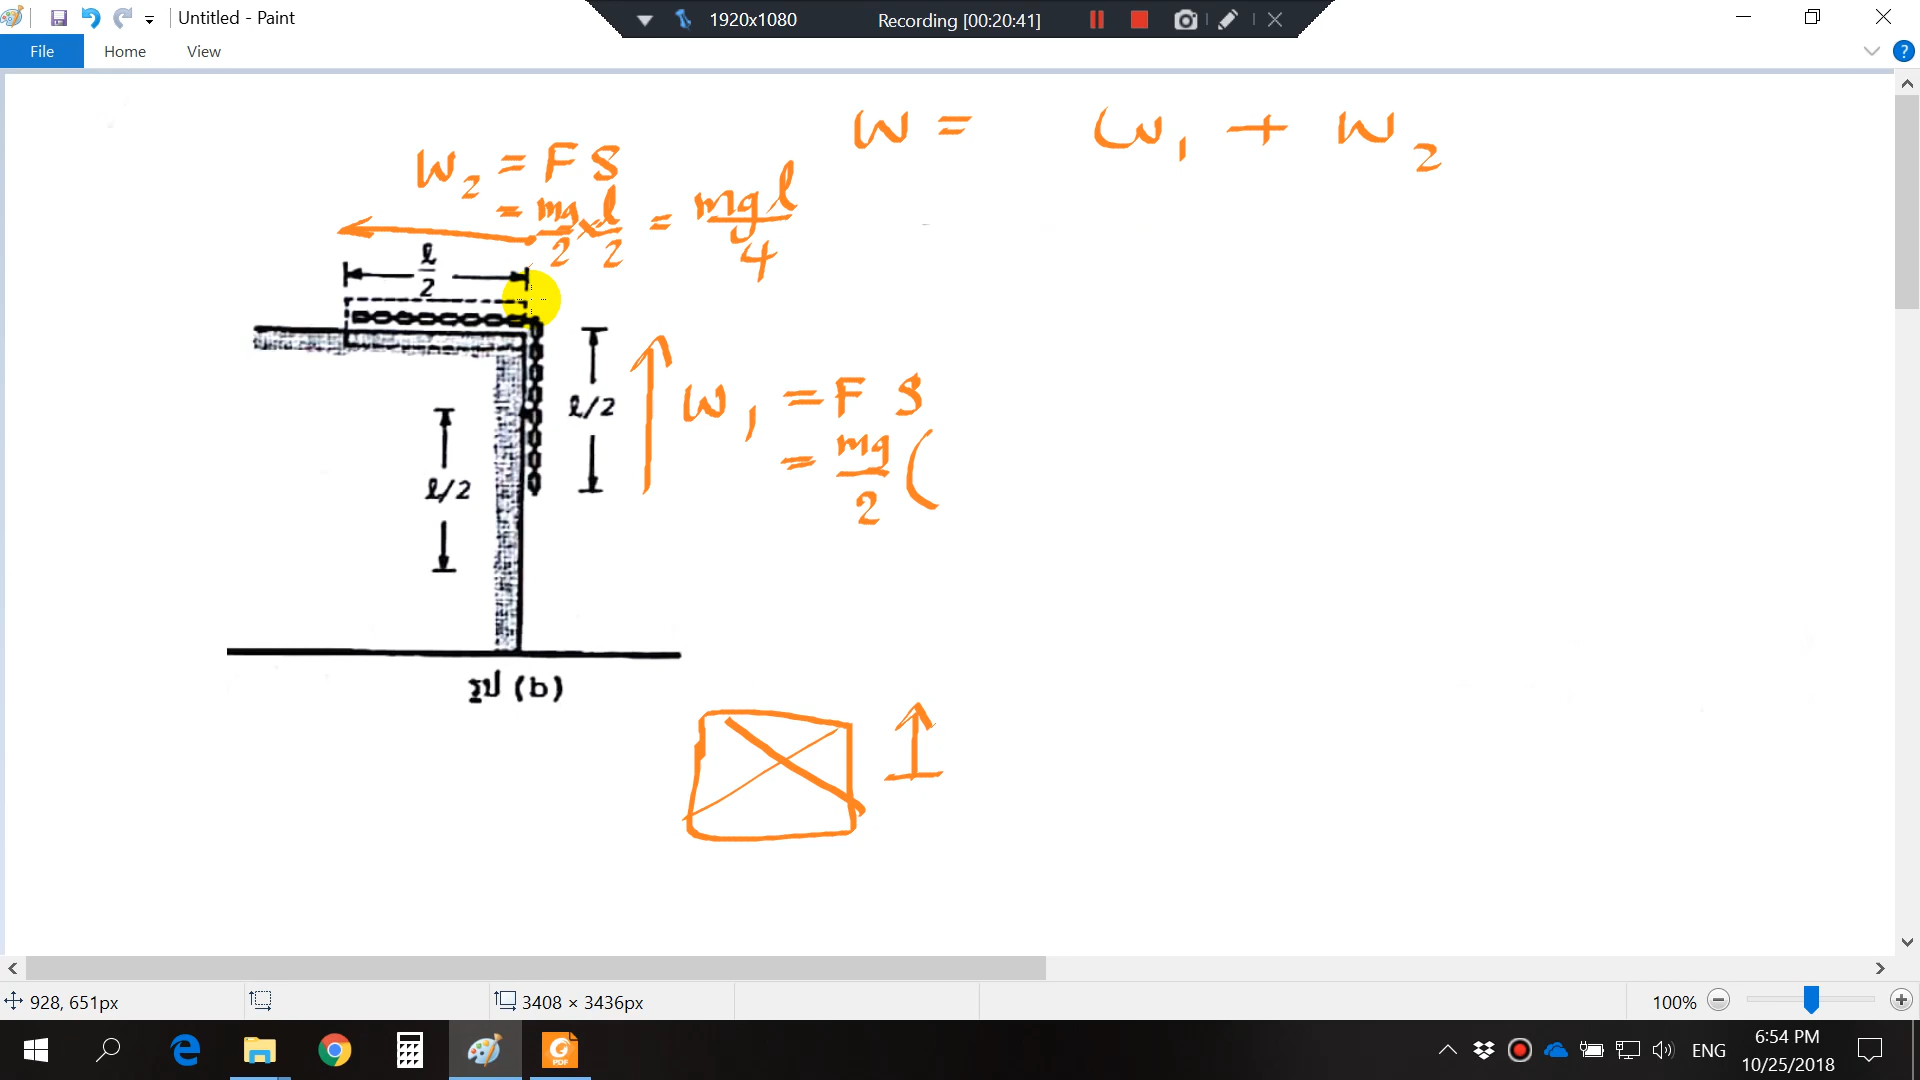 Untitled - Paint
1920x1080
Recording [00:20:41]
File
Home
View
W = W₁ + W₂
W₂ = F S
= mg/2 × l/2 = mgl/4
l/2
l/2
W₁ = F S
= mg/2 (
l/2
รูป (b)
928, 651px
3408 × 3436px
100%
PDF
ENG
6:54 PM
10/25/2018